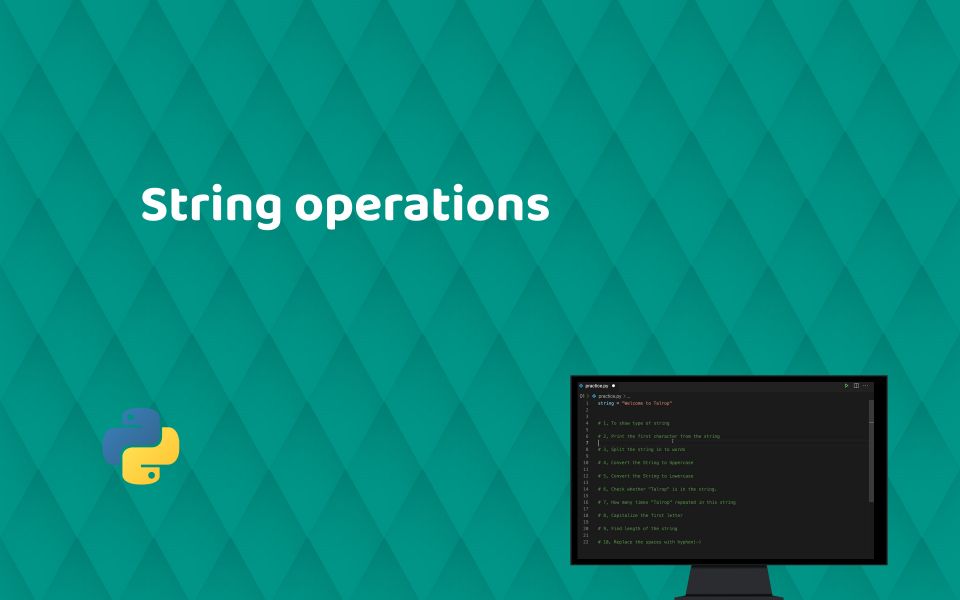 String operations
practice.py
practice.py > ...
1 string = "Welcome to Talrop"
2
3
4 # 1, To show type of string
5
6 # 2, Print the first character from the string
7
8 # 3, Split the string in to words
9
10 # 4, Convert the String to Uppercase
11
12 # 5, Convert the String to Lowercase
13
14 # 6, Check whether "Talrop" is in the string.
15
16 # 7, How many times "Talrop" repeated in this string
17
18 # 8, Capitalize the first letter
19
20 # 9, Find length of the string
21
22 # 10, Replace the spaces with hyphen(-)